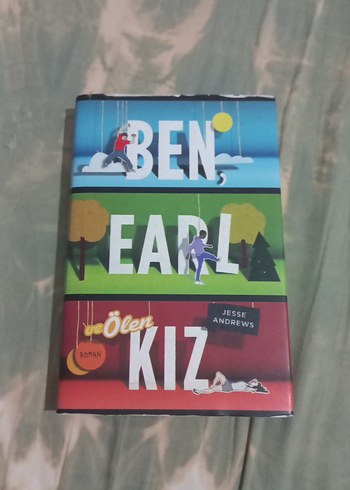 BEN,
EARL
ve Ölen
KIZ
JESSE
ANDREWS
ROMAN